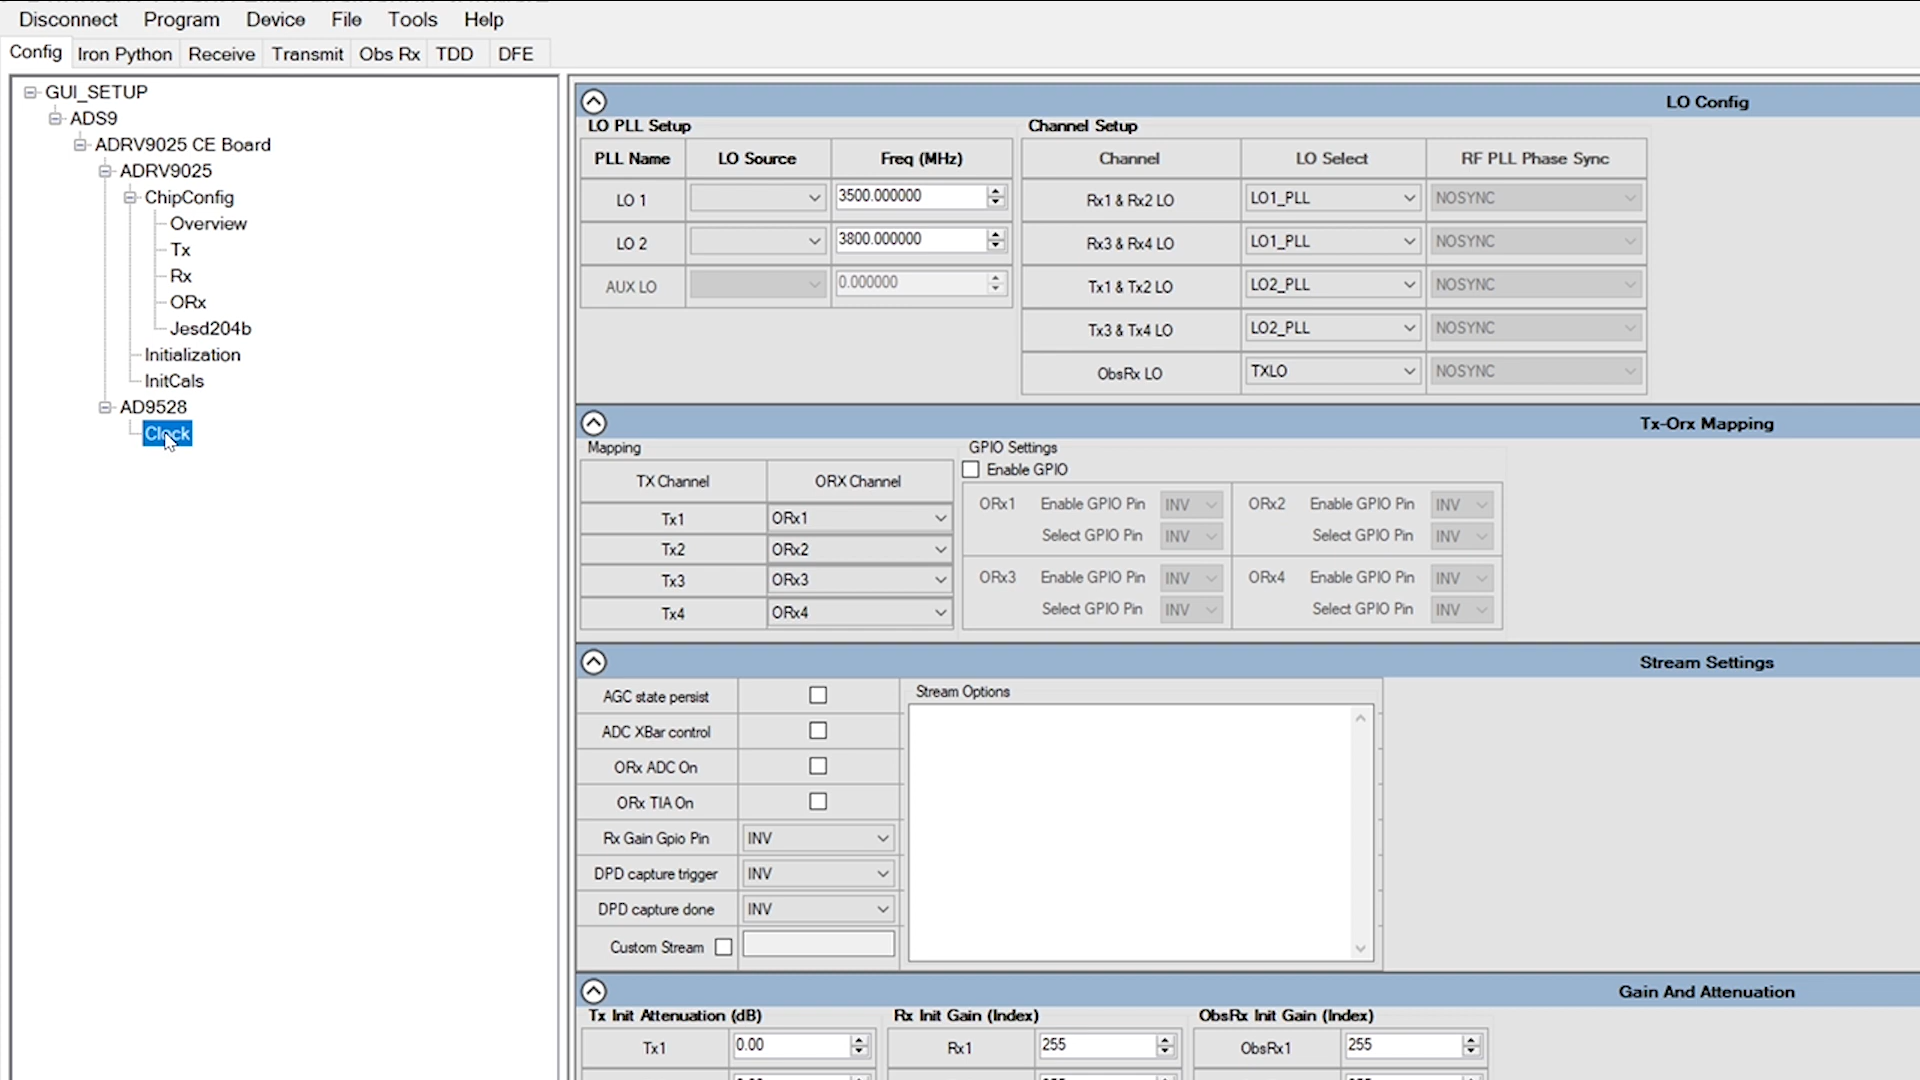 Disconnect Program Device File Tools Help
Config Iron Python Receive Transmit Obs Rx TDD DFE
GUI_SETUP
ADS9
ADRV9025 CE Board
ADRV9025
ChipConfig
Overview
Tx
Rx
ORx
Jesd204b
Initialization
InitCals
AD9528
Clock
LO Config
LO PLL Setup
PLL Name LO Source Freq (MHz)
LO 1 3500.000000
LO 2 3800.000000
AUX LO 0.000000
Channel Setup
Channel LO Select RF PLL Phase Sync
Rx1 & Rx2 LO LO1_PLL NOSYNC
Rx3 & Rx4 LO LO1_PLL NOSYNC
Tx1 & Tx2 LO LO2_PLL NOSYNC
Tx3 & Tx4 LO LO2_PLL NOSYNC
ObsRx LO TXLO NOSYNC
Tx-Orx Mapping
Mapping
TX Channel ORX Channel
Tx1 ORx1
Tx2 ORx2
Tx3 ORx3
Tx4 ORx4
GPIO Settings
Enable GPIO
ORx1 Enable GPIO Pin INV ORx2 Enable GPIO Pin INV
Select GPIO Pin INV Select GPIO Pin INV
ORx3 Enable GPIO Pin INV ORx4 Enable GPIO Pin INV
Select GPIO Pin INV Select GPIO Pin INV
Stream Settings
AGC state persist
ADC XBar control
ORx ADC On
ORx TIA On
Rx Gain Gpio Pin INV
DPD capture trigger INV
DPD capture done INV
Custom Stream
Stream Options
Gain And Attenuation
Tx Init Attenuation (dB) Rx Init Gain (Index) ObsRx Init Gain (Index)
Tx1 0.00 Rx1 255 ObsRx1 255